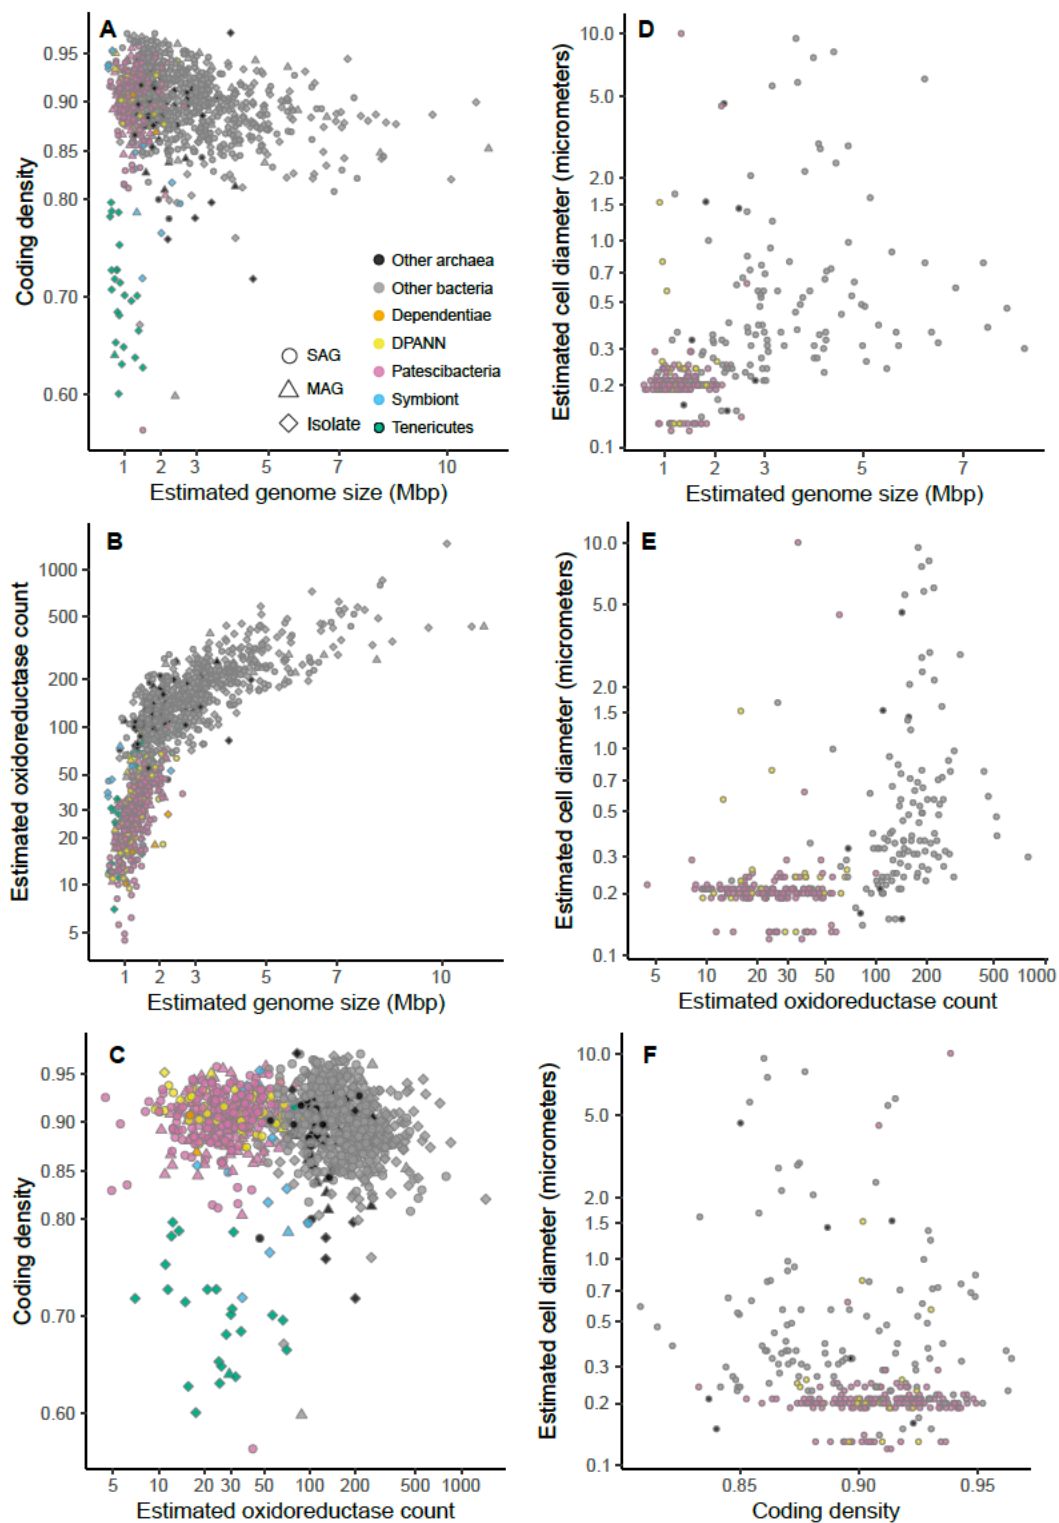 A
Coding density
0.95
0.90
0.85
0.80
0.70
0.60
Other archaea
Other bacteria
Dependentiae
DPANN
Patescibacteria
Symbiont
Tenericutes
SAG
MAG
Isolate
1 2 3 5 7 10
Estimated genome size (Mbp)
D
Estimated cell diameter (micrometers)
10.0
5.0
2.0
1.5
1.0
0.7
0.5
0.3
0.2
0.1
1 2 3 5 7
Estimated genome size (Mbp)
B
Estimated oxidoreductase count
1000
500
200
100
50
30
20
10
5
1 2 3 5 7 10
Estimated genome size (Mbp)
E
Estimated cell diameter (micrometers)
10.0
5.0
2.0
1.5
1.0
0.7
0.5
0.3
0.2
0.1
5 10 20 30 50 100 200 500 1000
Estimated oxidoreductase count
C
Coding density
0.95
0.90
0.85
0.80
0.70
0.60
5 10 20 30 50 100 200 500 1000
Estimated oxidoreductase count
F
Estimated cell diameter (micrometers)
10.0
5.0
2.0
1.5
1.0
0.7
0.5
0.3
0.2
0.1
0.85 0.90 0.95
Coding density